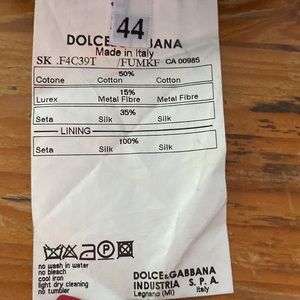 44
DOLCE&GABBANA
Made in Italy
SK .F4C39T /FUMKF CA 00985
50%
Cotone Cotton Cotton
15%
Lurex Metal Fibre Metal Fibre
35%
Seta Silk Silk
LINING
100%
Seta Silk Silk
no wash in water
no bleach
cool iron
light dry cleaning
no tumbler
DOLCE&GABBANA
INDUSTRIA S. P. A.
Legnano (MI) Italy